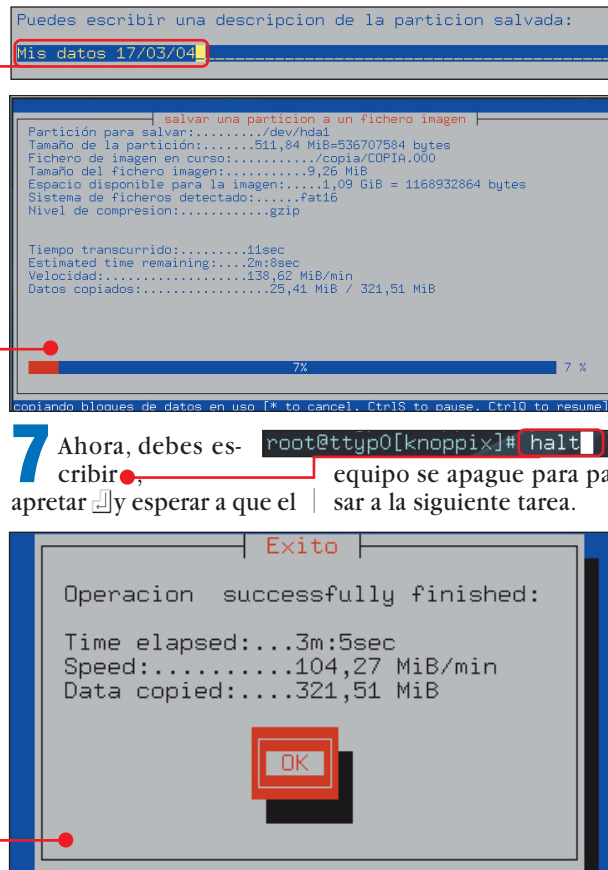 Puedes escribir una descripcion de la particion salvada:
Mis datos 17/03/04
salvar una particion a un fichero imagen
Partición para salvar:........./dev/hda1
Tamaño de la partición:.......511,84 MiB=536707584 bytes
Fichero de imagen en curso:.........../copia/COPIA.000
Tamaño del fichero imagen:...........9,26 MiB
Espacio disponible para la imagen:.....1,09 GiB = 1168932864 bytes
Sistema de ficheros detectado:......fat16
Nivel de compresion:............gzip
Tiempo transcurrido:.........11sec
Estimated time remaining:....2m:8sec
Velocidad:..................138,62 MiB/min
Datos copiados:.................25,41 MiB / 321,51 MiB
7% 7 %
copiando bloques de datos en uso [* to cancel, CtrlS to pause, CtrlQ to resume]
7 Ahora, debes es-
cribir ,
apretar y esperar a que el
root@ttyp0[knoppix]# halt
equipo se apague para pa
sar a la siguiente tarea.
Exito
Operacion successfully finished:
Time elapsed:...3m:5sec
Speed:..........104,27 MiB/min
Data copied:....321,51 MiB
OK